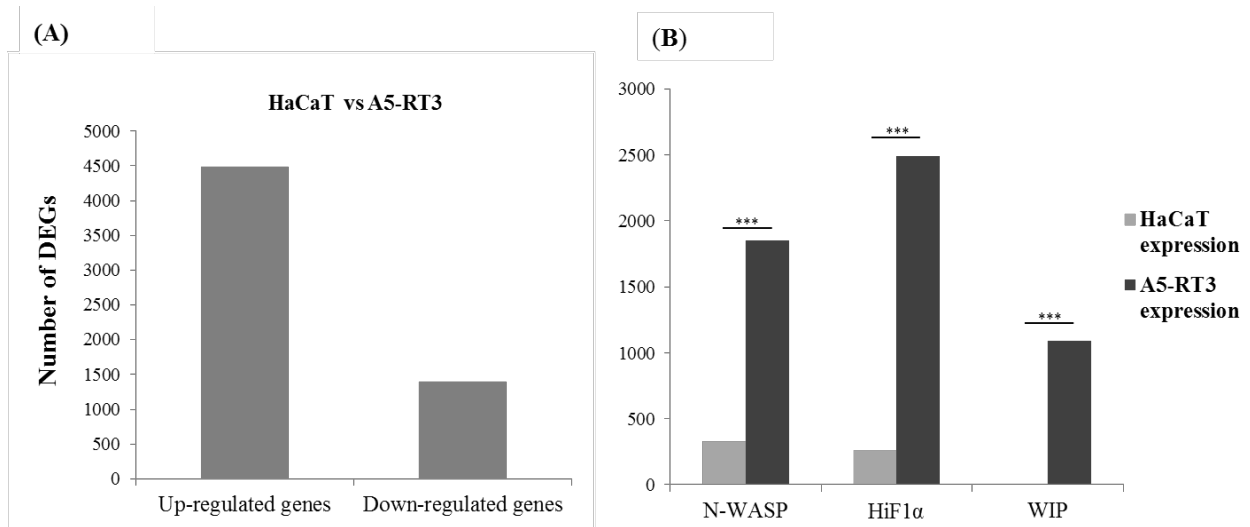 (A)
HaCaT vs A5-RT3
Number of DEGs
5000
4500
4000
3500
3000
2500
2000
1500
1000
500
0
Up-regulated genes
Down-regulated genes
(B)
3000
2500
2000
1500
1000
500
0
***
***
***
N-WASP
HiF1α
WIP
HaCaT
expression
A5-RT3
expression